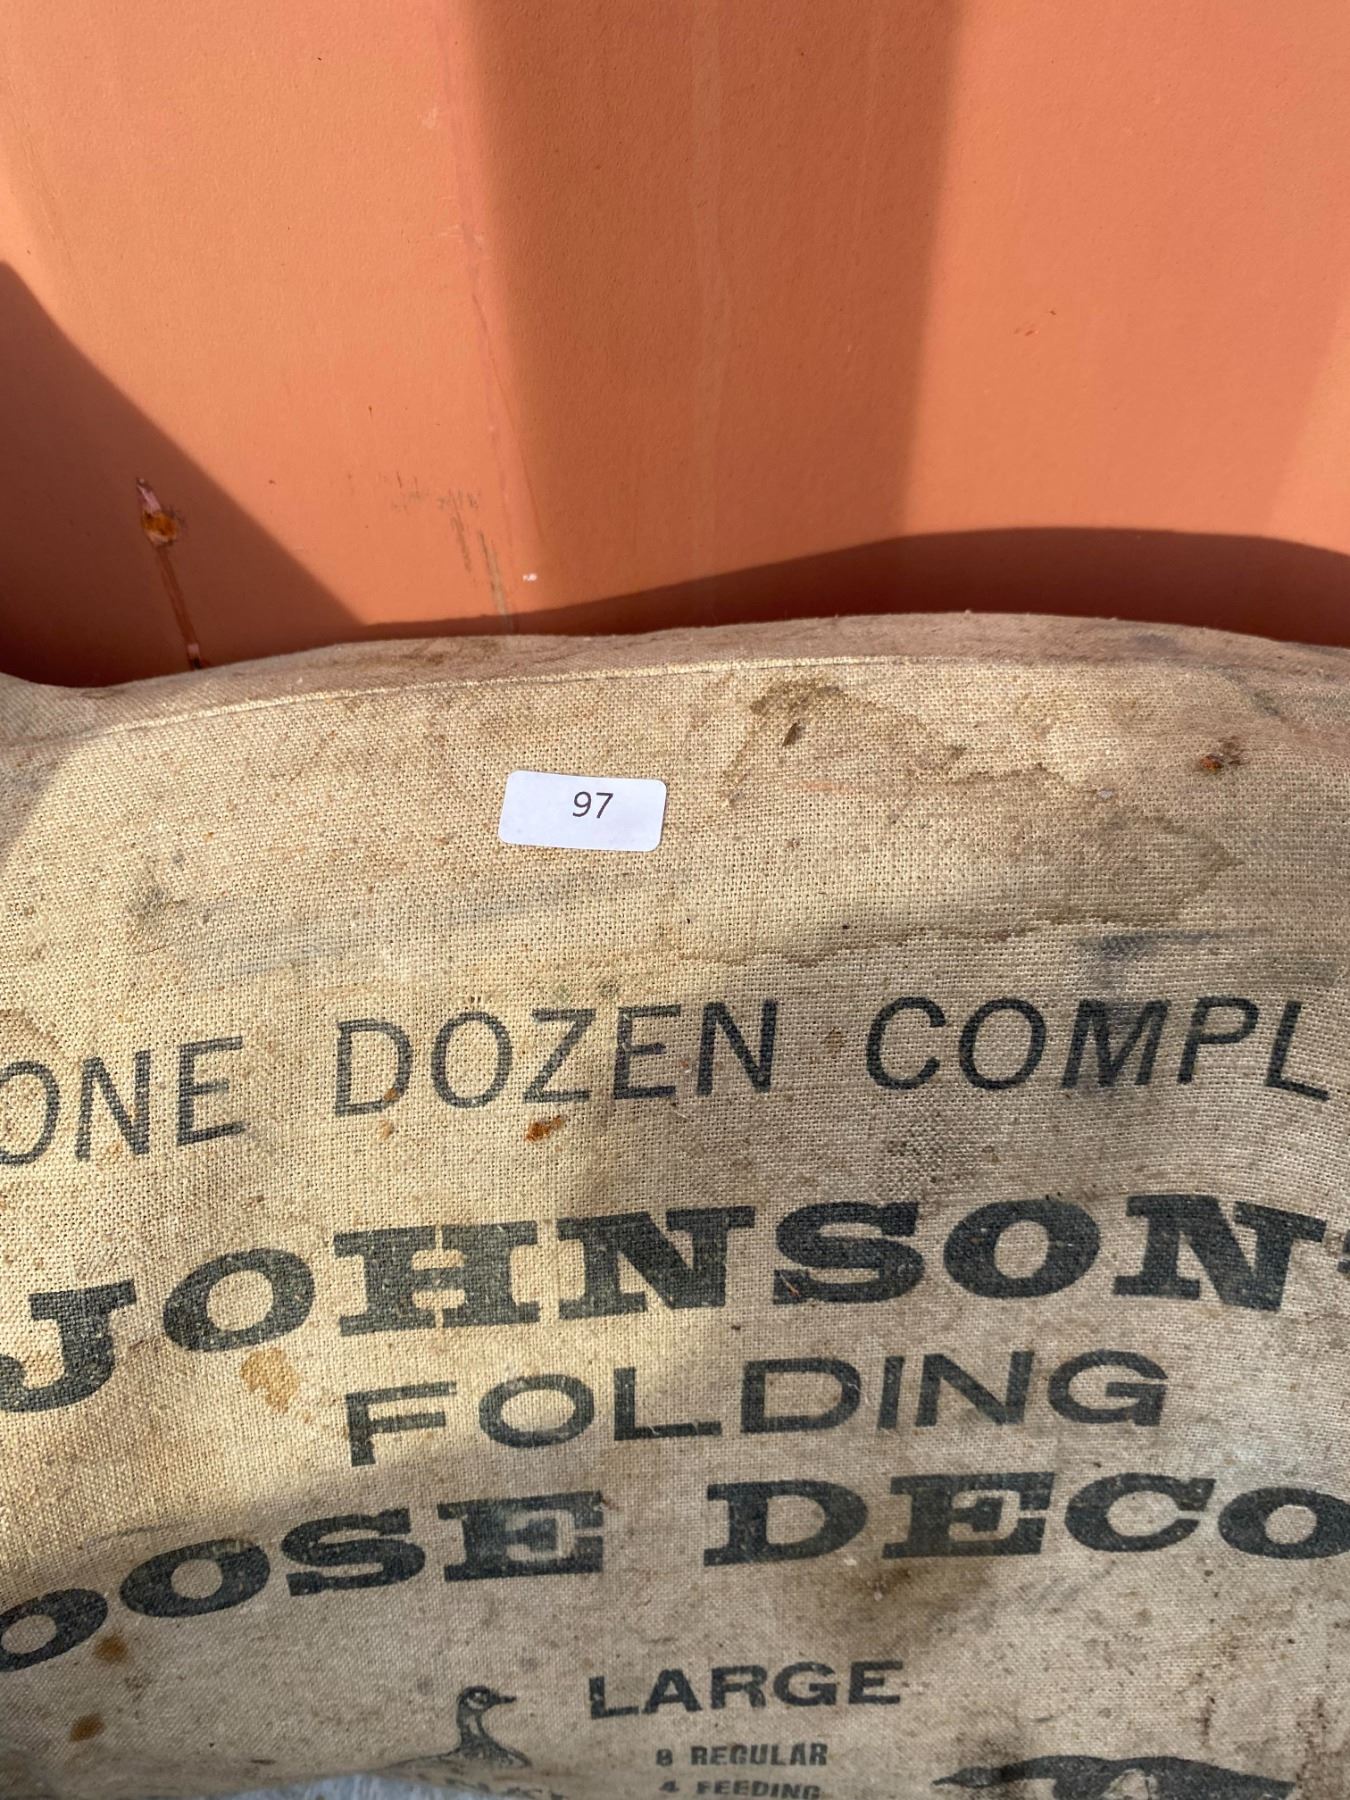 97
ONE DOZEN COMPL
JOHNSON'
FOLDING
OOSE DECO
LARGE
8 REGULAR
4 FEEDING